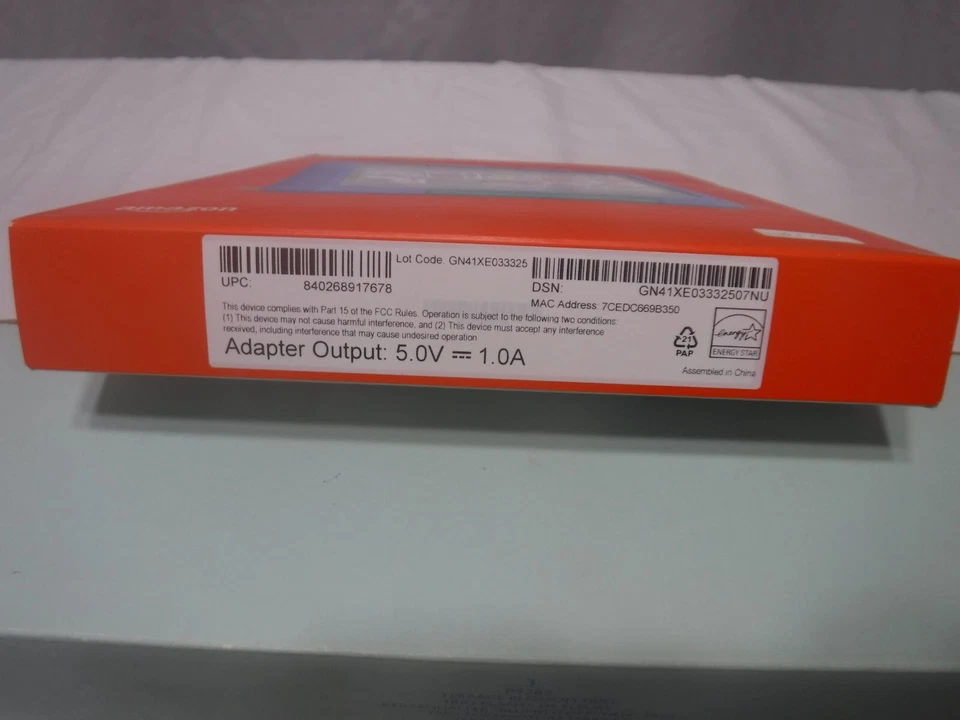 amazon
Lot Code. GN41XE033325
UPC: 840268917678
DSN: GN41XE03332507NU
MAC Address: 7CEDC669B350
This device complies with Part 15 of the FCC Rules. Operation is subject to the following two conditions:
(1) This device may not cause harmful interference, and (2) This device must accept any interference
received, including interference that may cause undesired operation
Adapter Output: 5.0V ⎓ 1.0A
21
PAP
Energy
ENERGY STAR
Assembled in China